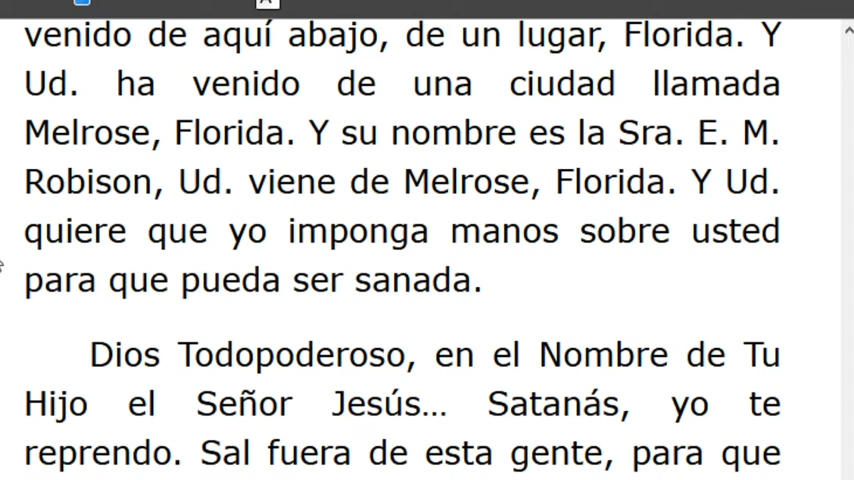 venido de aquí abajo, de un lugar, Florida. Y
Ud. ha venido de una ciudad llamada
Melrose, Florida. Y su nombre es la Sra. E. M.
Robison, Ud. viene de Melrose, Florida. Y Ud.
quiere que yo imponga manos sobre usted
para que pueda ser sanada.
Dios Todopoderoso, en el Nombre de Tu
Hijo el Señor Jesús… Satanás, yo te
reprendo. Sal fuera de esta gente, para que